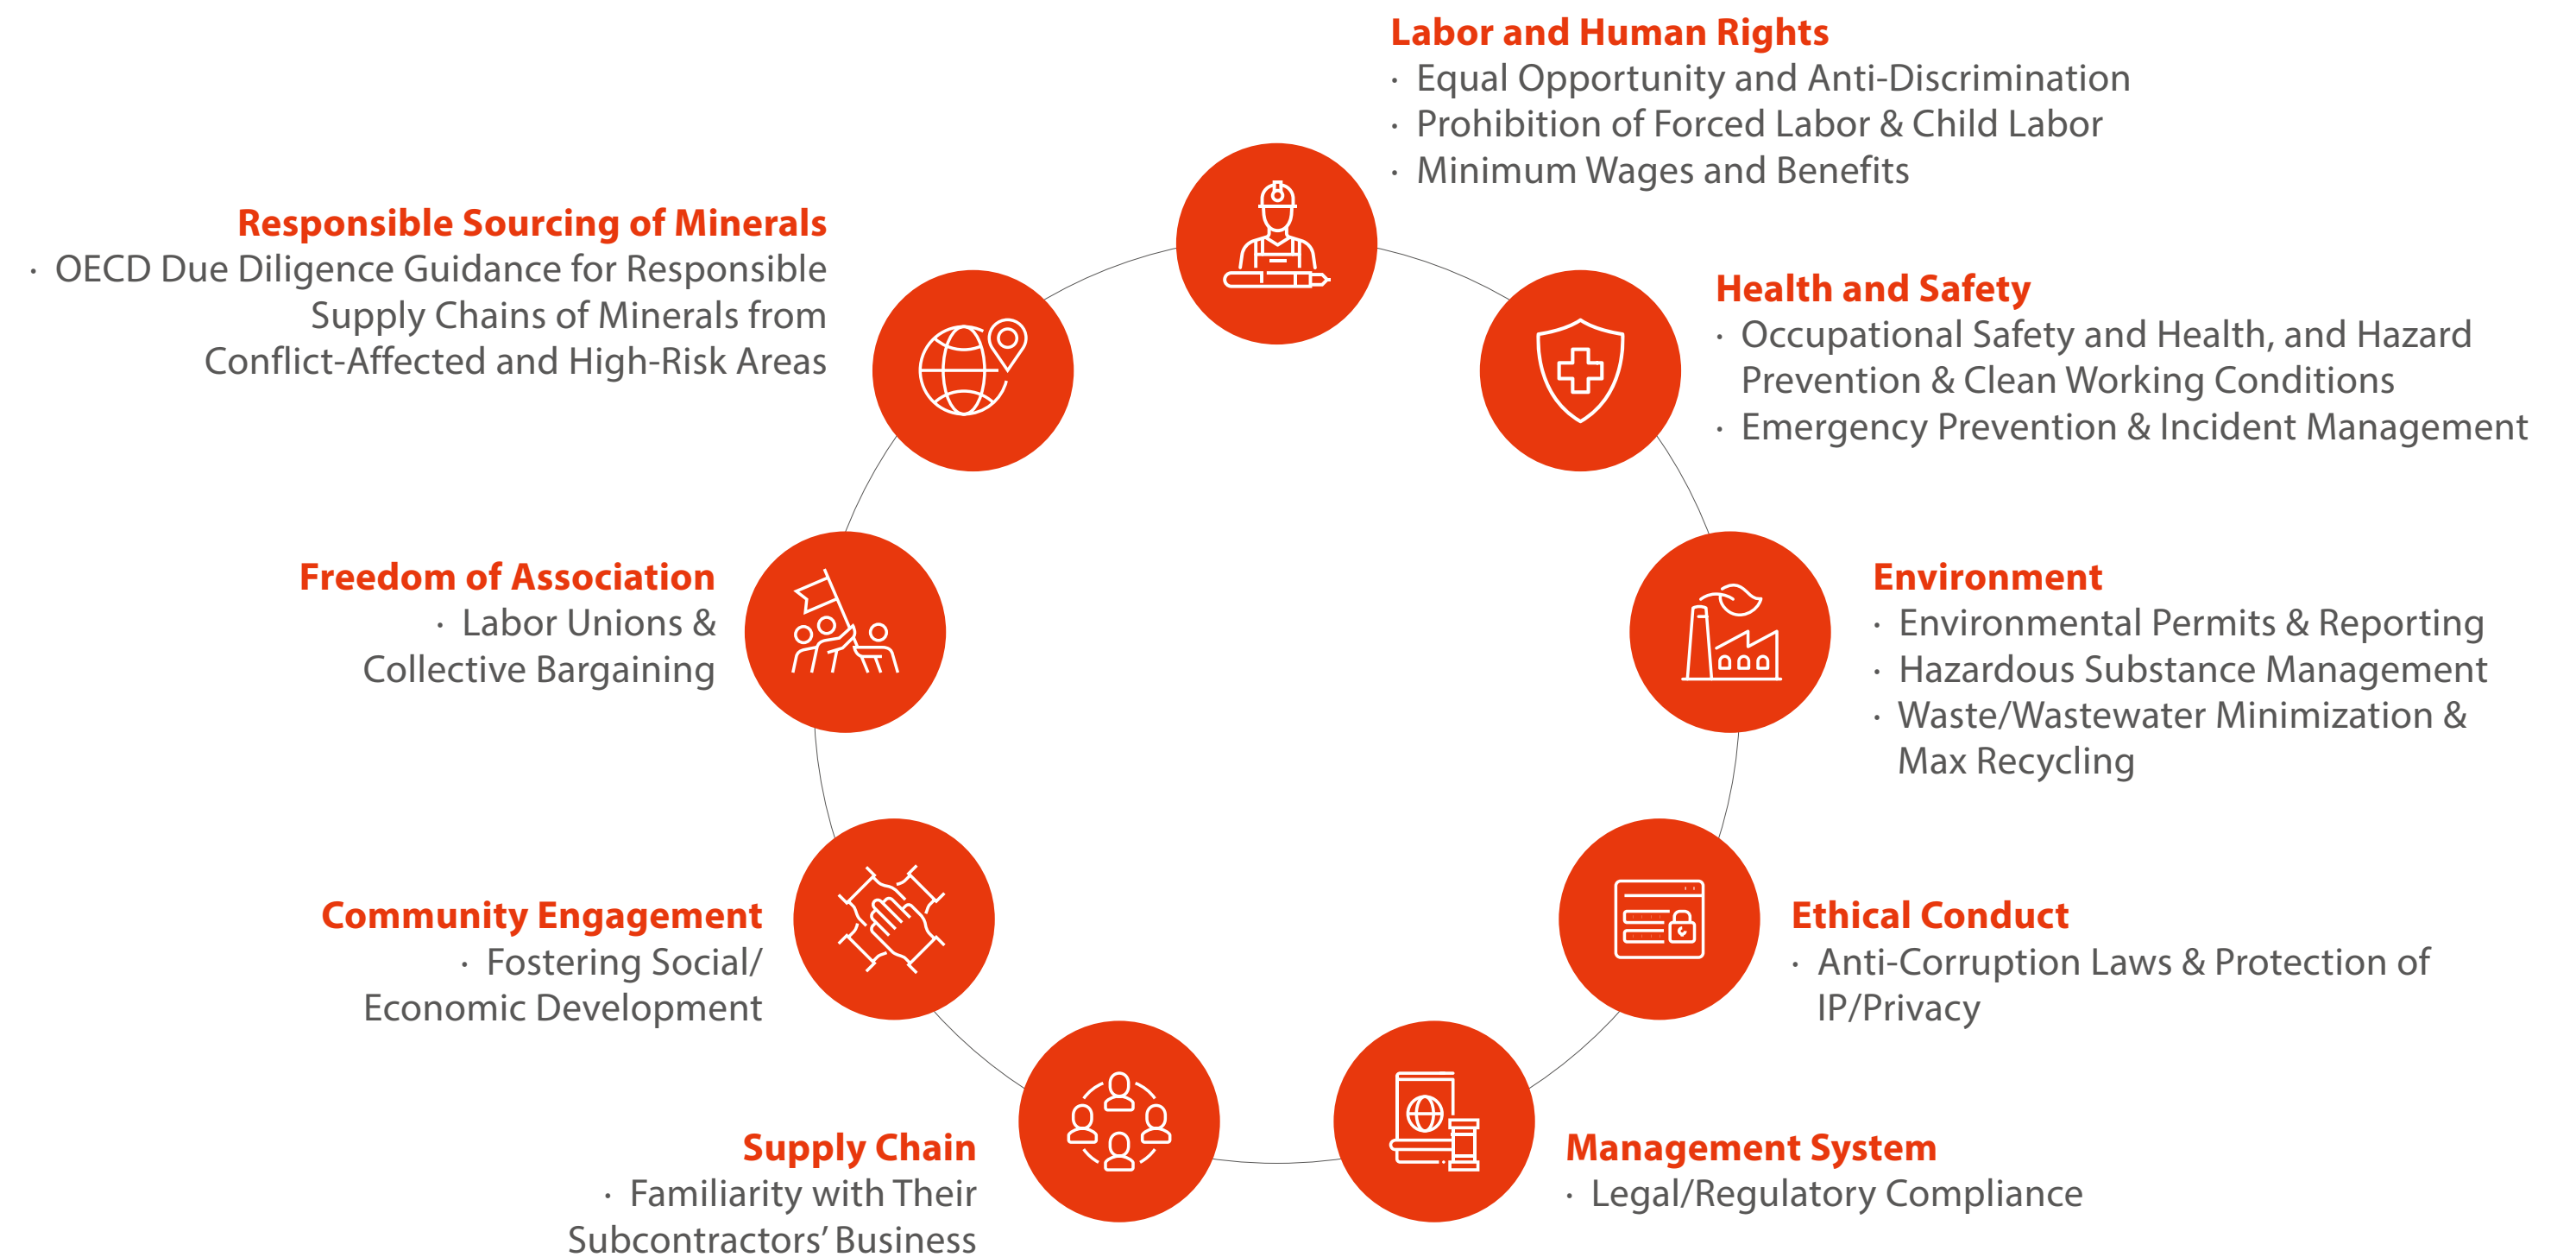 Labor and Human Rights
· Equal Opportunity and Anti-Discrimination
· Prohibition of Forced Labor & Child Labor
· Minimum Wages and Benefits
Health and Safety
· Occupational Safety and Health, and Hazard
Prevention & Clean Working Conditions
· Emergency Prevention & Incident Management
Environment
· Environmental Permits & Reporting
· Hazardous Substance Management
· Waste/Wastewater Minimization &
Max Recycling
Ethical Conduct
· Anti-Corruption Laws & Protection of
IP/Privacy
Management System
· Legal/Regulatory Compliance
Supply Chain
· Familiarity with Their
Subcontractors’ Business
Community Engagement
· Fostering Social/
Economic Development
Freedom of Association
· Labor Unions &
Collective Bargaining
Responsible Sourcing of Minerals
· OECD Due Diligence Guidance for Responsible
Supply Chains of Minerals from
Conflict-Affected and High-Risk Areas